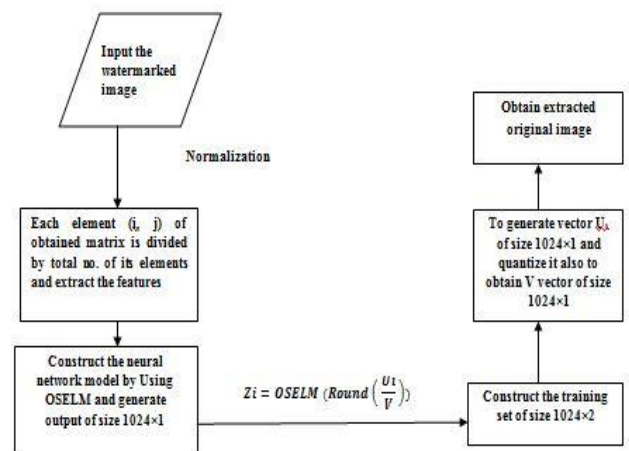 Input the
watermarked
image
Normalization
Each element (i, j) of
obtained matrix is divided
by total no. of its elements
and extract the features
Construct the neural
network model by Using
OSELM and generate
output of size 1024×1
Zi = OSELM (Round (Ui/V))
Construct the training
set of size 1024×2
To generate vector Ux
of size 1024×1 and
quantize it also to
obtain V vector of size
1024×1
Obtain extracted
original image